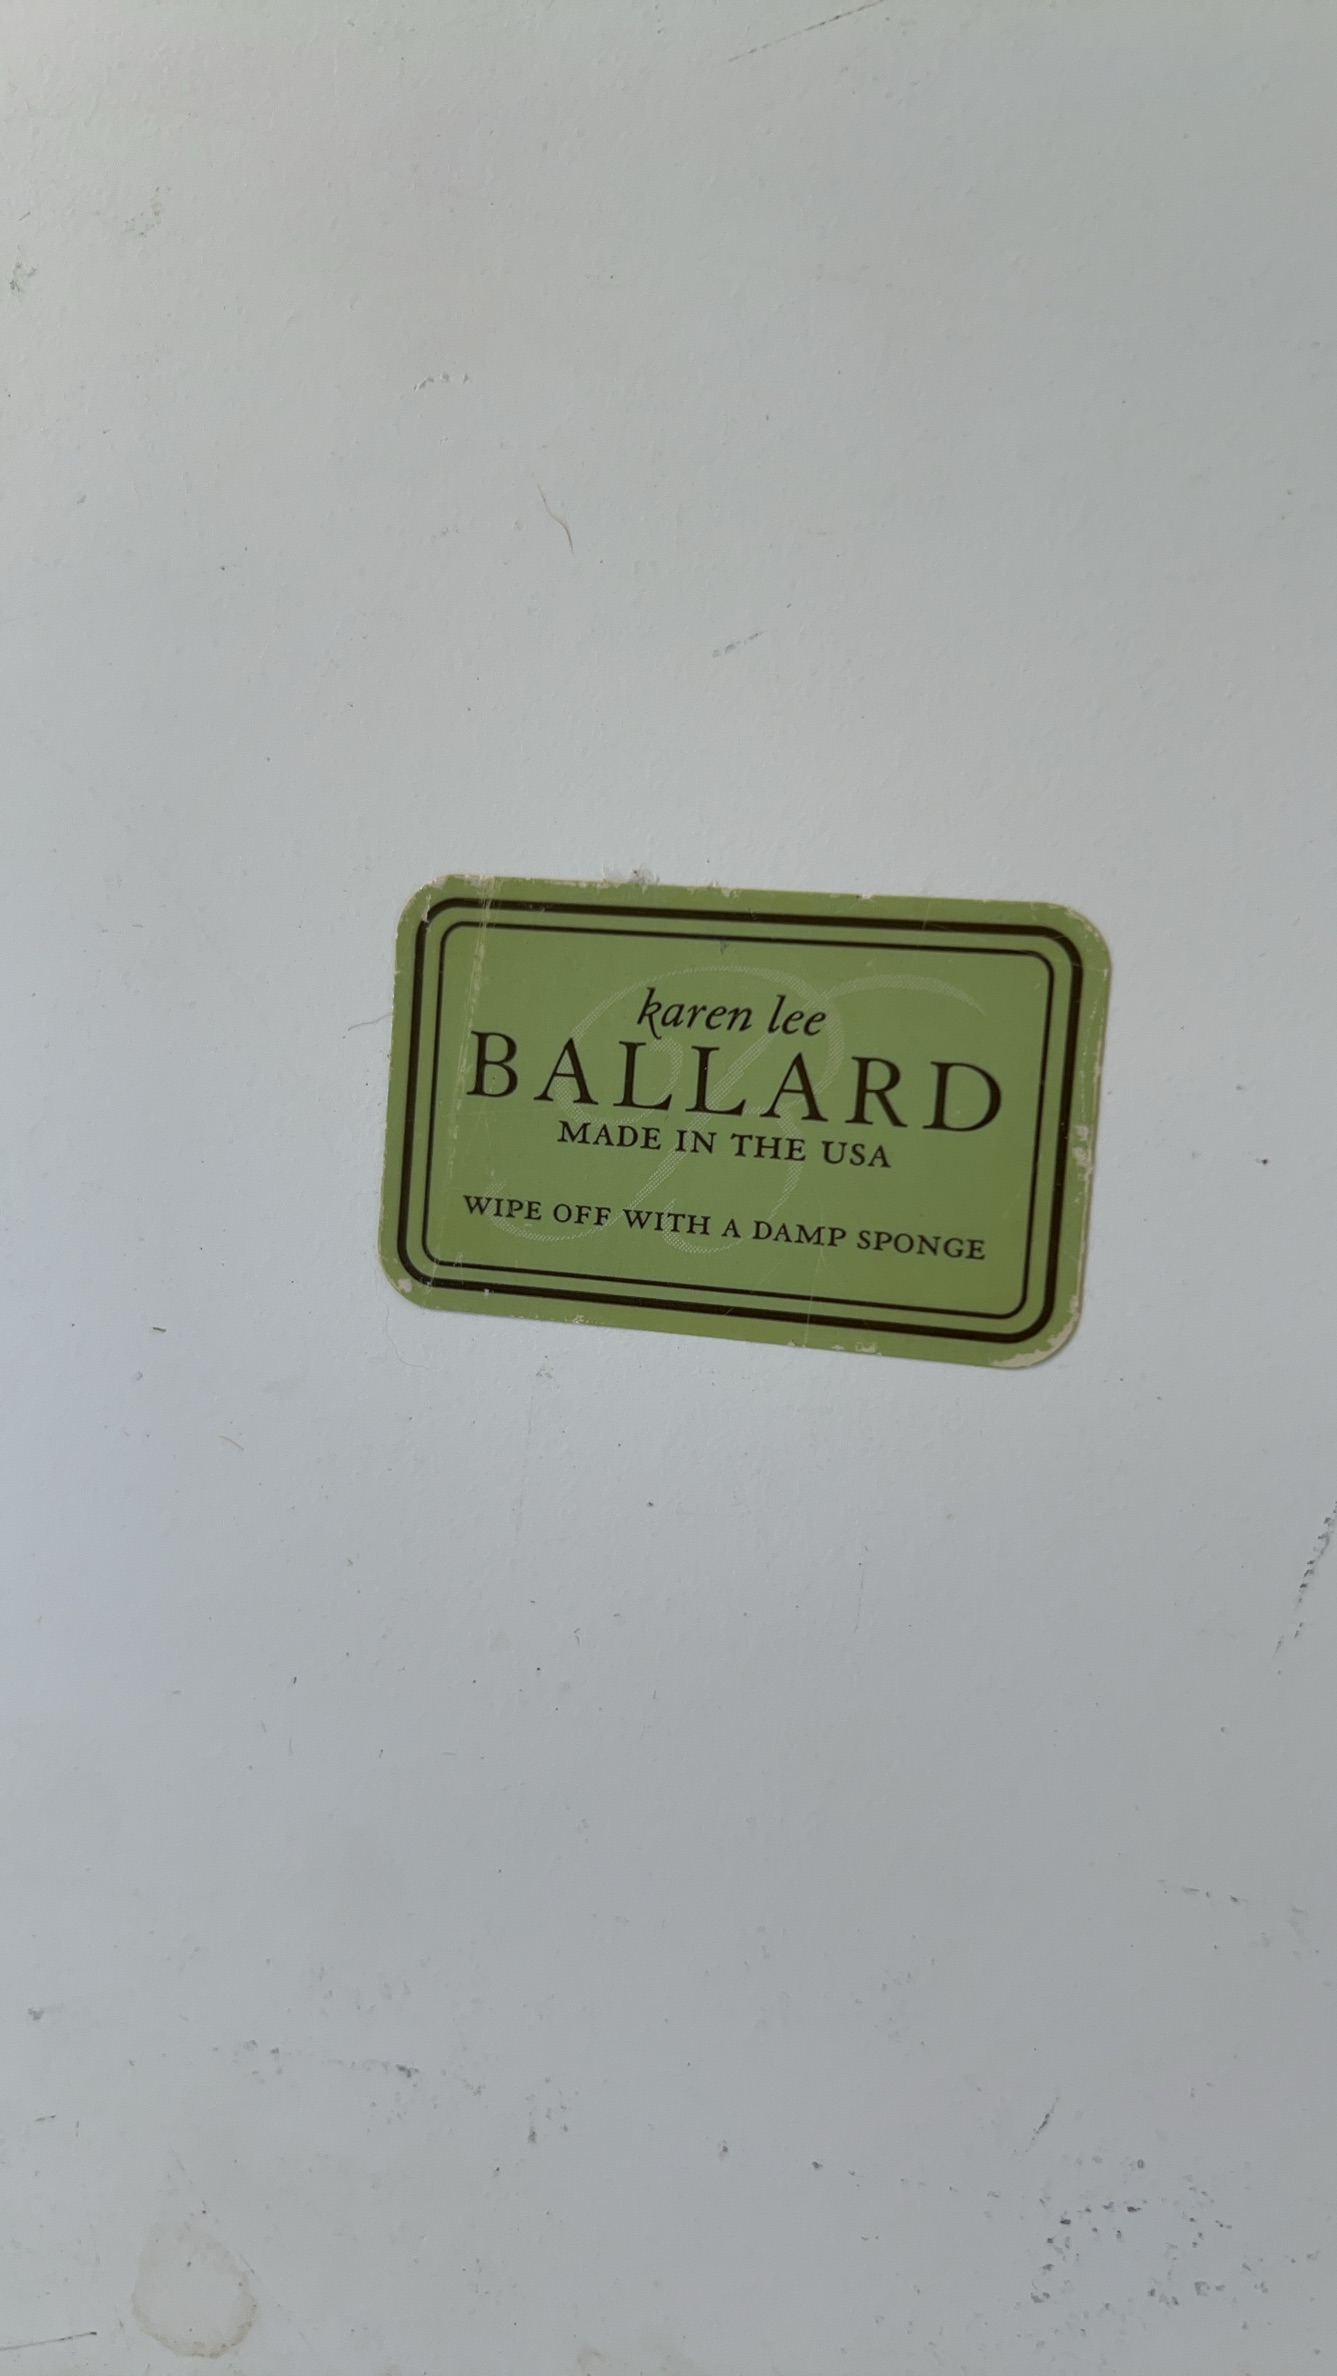 karen lee
BALLARD
MADE IN THE USA
WIPE OFF WITH A DAMP SPONGE